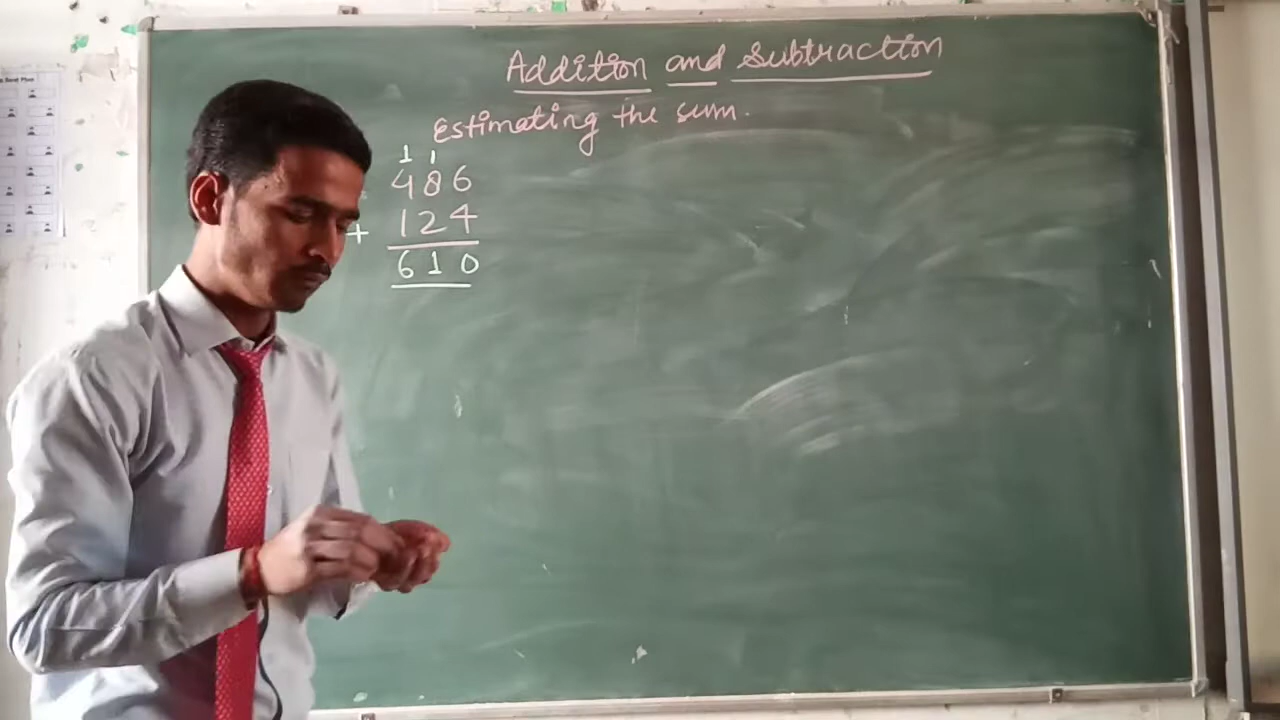 Addition and Subtraction
Estimating the sum.
1 1
486
+ 124
610